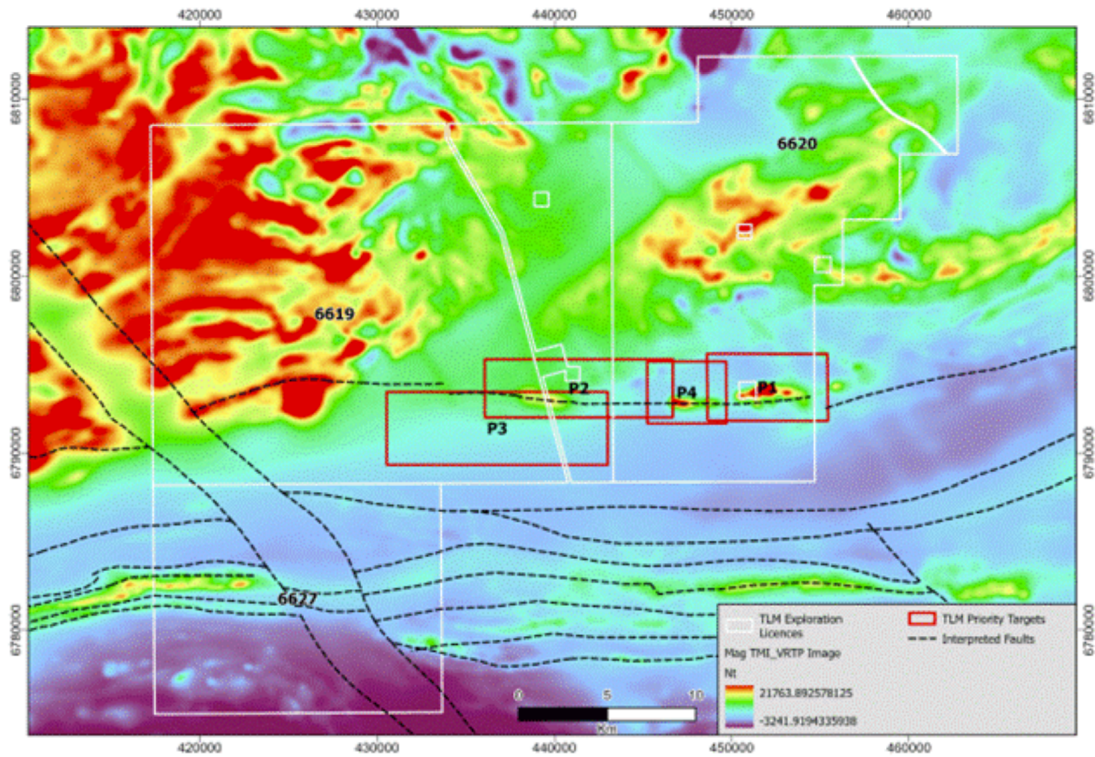 420000 430000 440000 450000 460000
6810000 6810000
6620
6800000 6800000
6619
P2 P4 P1
P3
6790000 6790000
6627
6780000 6780000
TLM Exploration
Licences
TLM Priority Targets
Interpreted Faults
Mag TMI_VRTP Image
Nt
21763.892578125
-3241.9194335938
0 5 10
Km
420000 430000 440000 450000 460000